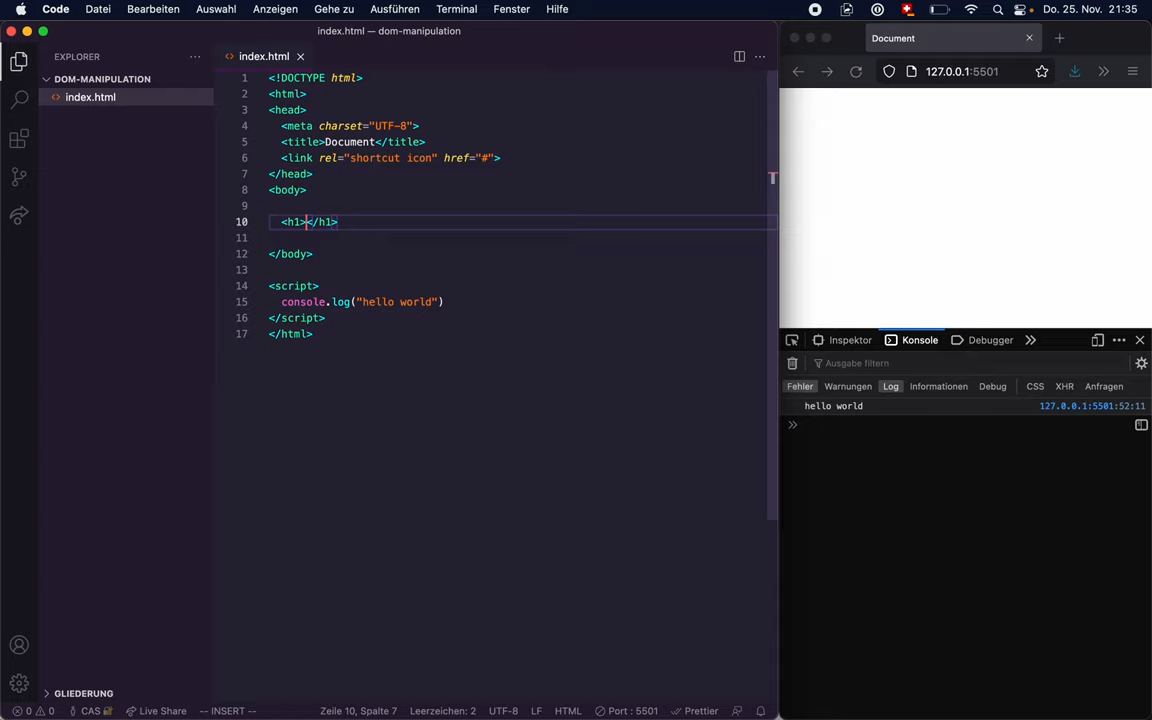 Code Datei Bearbeiten Auswahl Anzeigen Gehe zu Ausführen Terminal Fenster Hilfe Do. 25. Nov. 21:35
index.html — dom-manipulation
EXPLORER
DOM-MANIPULATION
index.html
index.html
1 <!DOCTYPE html>
2 <html>
3 <head>
4 <meta charset="UTF-8">
5 <title>Document</title>
6 <link rel="shortcut icon" href="#">
7 </head>
8 <body>
9
10 <h1></h1>
11
12 </body>
13
14 <script>
15 console.log("hello world")
16 </script>
17 </html>
GLIEDERUNG
0 0 CAS Live Share -- INSERT -- Zeile 10, Spalte 7 Leerzeichen: 2 UTF-8 LF HTML Port : 5501 Prettier
Document
127.0.0.1:5501
Inspektor Konsole Debugger
Ausgabe filtern
Fehler Warnungen Log Informationen Debug CSS XHR Anfragen
hello world 127.0.0.1:5501:52:11